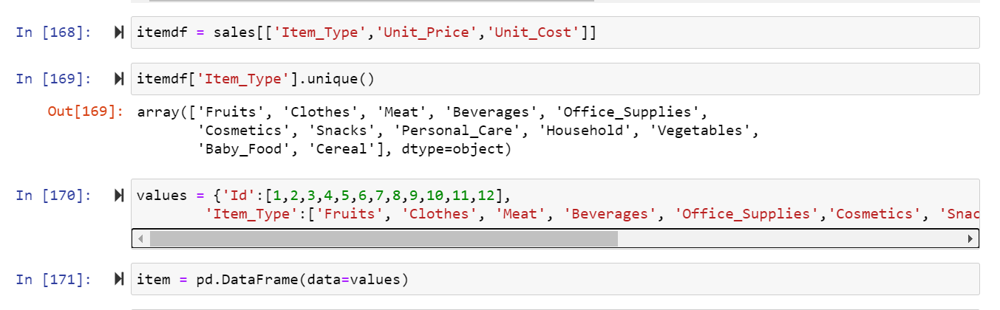 In [168]: itemdf = sales[['Item_Type','Unit_Price','Unit_Cost']]
In [169]: itemdf['Item_Type'].unique()
Out[169]: array(['Fruits', 'Clothes', 'Meat', 'Beverages', 'Office_Supplies',
'Cosmetics', 'Snacks', 'Personal_Care', 'Household', 'Vegetables',
'Baby_Food', 'Cereal'], dtype=object)
In [170]: values = {'Id':[1,2,3,4,5,6,7,8,9,10,11,12],
'Item_Type':['Fruits', 'Clothes', 'Meat', 'Beverages', 'Office_Supplies','Cosmetics', 'Snac
In [171]: item = pd.DataFrame(data=values)